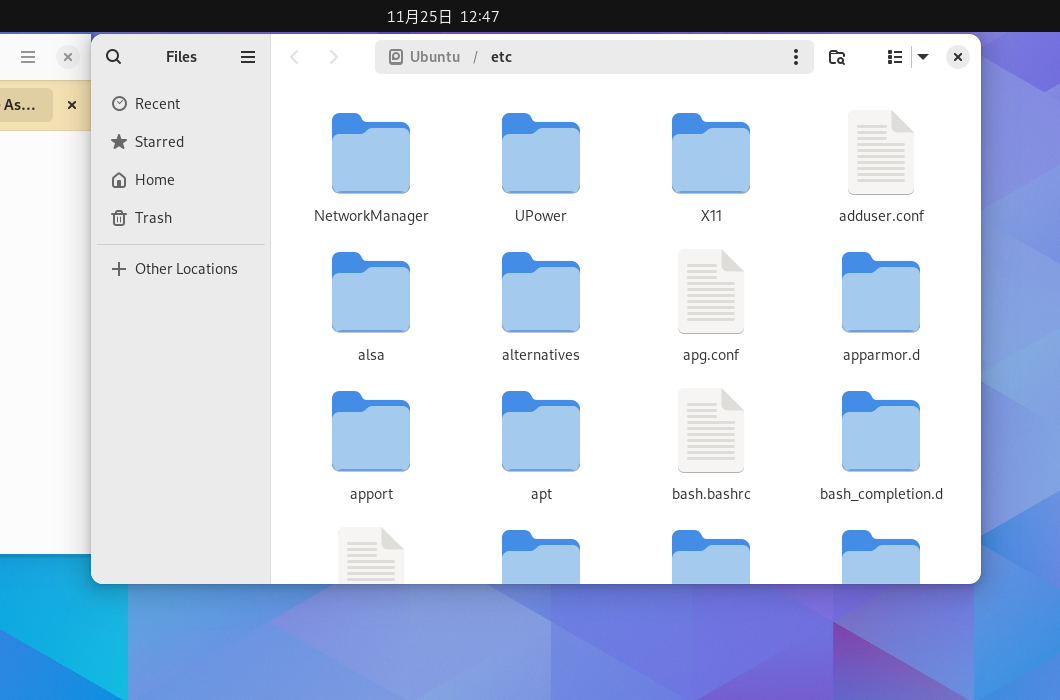 11月25日 12:47
As…
Files
Ubuntu / etc
Recent
Starred
Home
Trash
Other Locations
NetworkManager
UPower
X11
adduser.conf
alsa
alternatives
apg.conf
apparmor.d
apport
apt
bash.bashrc
bash_completion.d